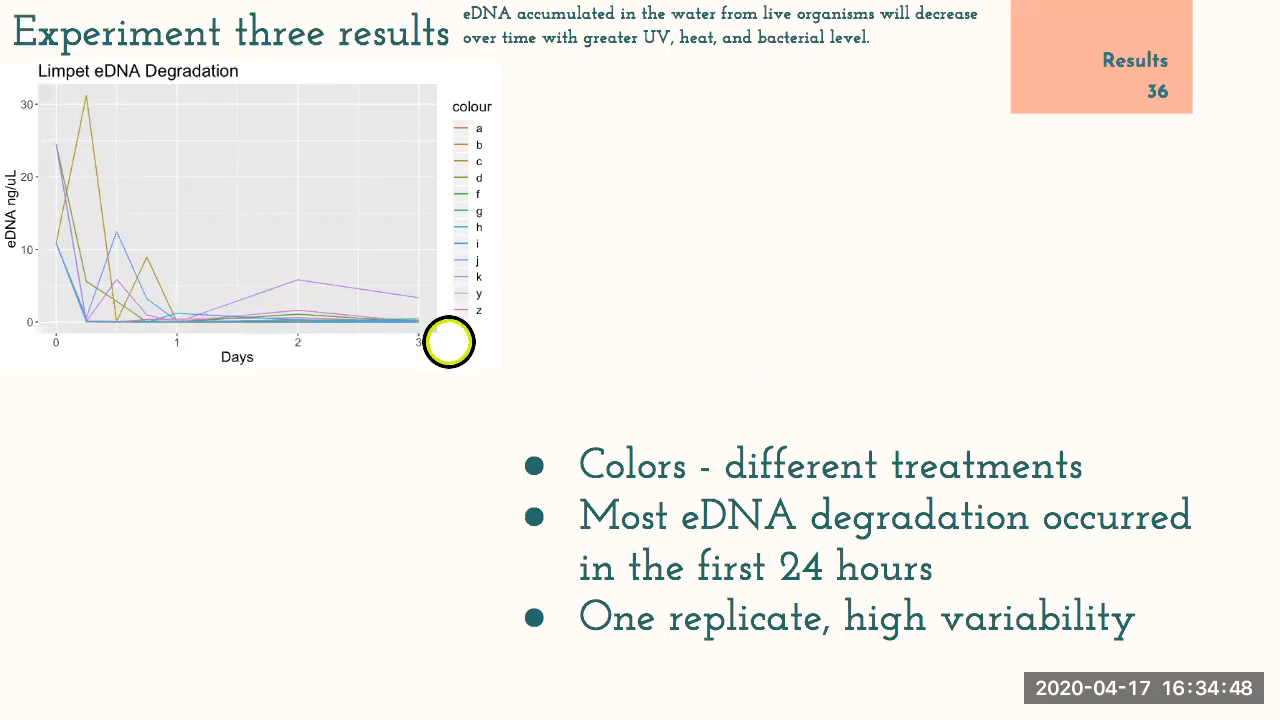 Experiment three results
eDNA accumulated in the water from live organisms will decrease
over time with greater UV, heat, and bacterial level.
Results
36
Limpet eDNA Degradation
30
20
10
0
eDNA ng/uL
0
1
2
3
Days
colour
a
b
c
d
f
g
h
i
j
k
y
z
● Colors - different treatments
● Most eDNA degradation occurred
in the first 24 hours
● One replicate, high variability
2020-04-17 16:34:48